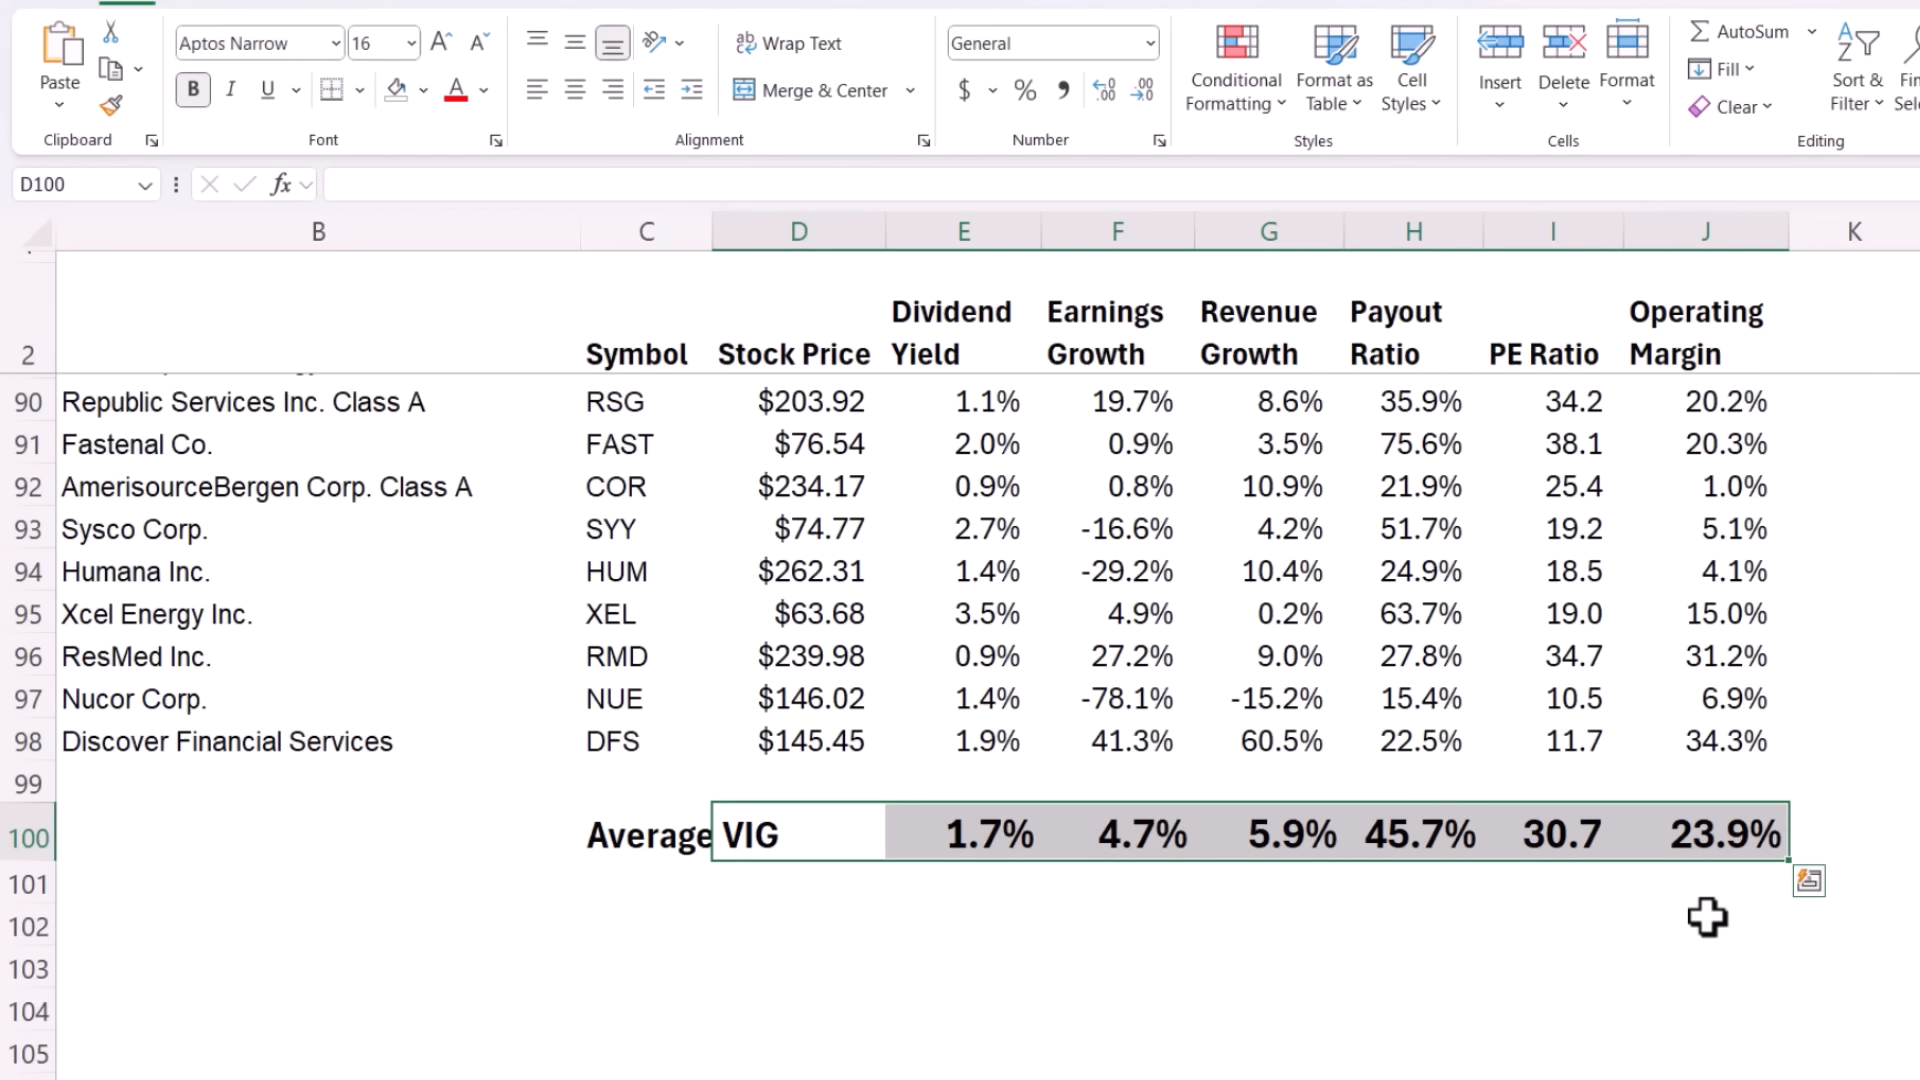 Aptos Narrow 16 A A Wrap Text General AutoSum
Paste Conditional Format as Cell Insert Delete Format Fill Sort & Fin
B I U A Merge & Center $ % Formatting Table Styles Clear Filter Sele
Clipboard Font Alignment Number Styles Cells Editing
D100 fx
B C D E F G H I J K
Dividend Earnings Revenue Payout Operating
2 Symbol Stock Price Yield Growth Growth Ratio PE Ratio Margin
90 Republic Services Inc. Class A RSG $203.92 1.1% 19.7% 8.6% 35.9% 34.2 20.2%
91 Fastenal Co. FAST $76.54 2.0% 0.9% 3.5% 75.6% 38.1 20.3%
92 AmerisourceBergen Corp. Class A COR $234.17 0.9% 0.8% 10.9% 21.9% 25.4 1.0%
93 Sysco Corp. SYY $74.77 2.7% -16.6% 4.2% 51.7% 19.2 5.1%
94 Humana Inc. HUM $262.31 1.4% -29.2% 10.4% 24.9% 18.5 4.1%
95 Xcel Energy Inc. XEL $63.68 3.5% 4.9% 0.2% 63.7% 19.0 15.0%
96 ResMed Inc. RMD $239.98 0.9% 27.2% 9.0% 27.8% 34.7 31.2%
97 Nucor Corp. NUE $146.02 1.4% -78.1% -15.2% 15.4% 10.5 6.9%
98 Discover Financial Services DFS $145.45 1.9% 41.3% 60.5% 22.5% 11.7 34.3%
99
100 Average VIG 1.7% 4.7% 5.9% 45.7% 30.7 23.9%
101
102
103
104
105